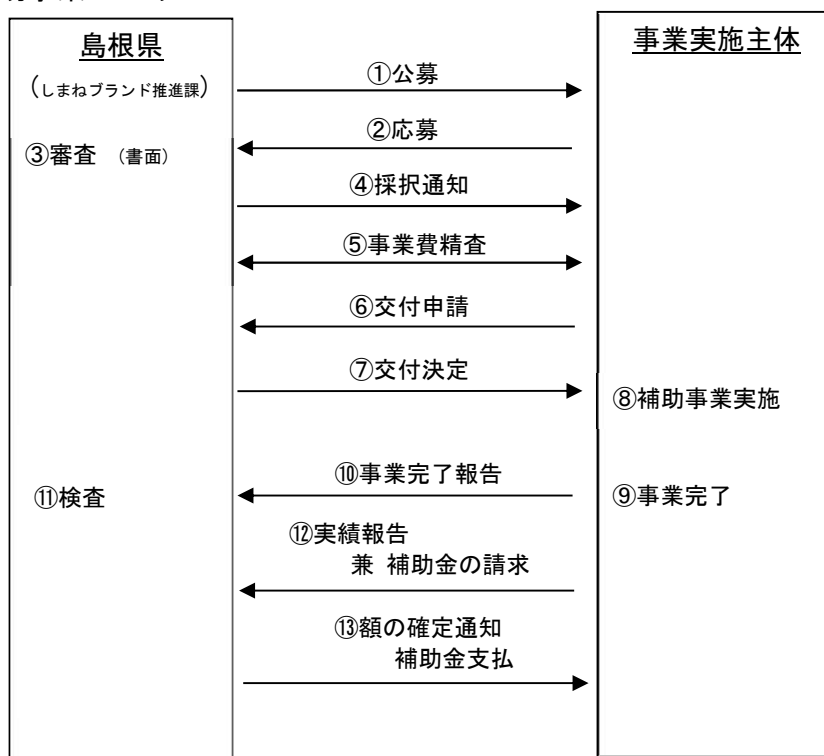 島根県
事業実施主体
(しまねブランド推進課)
①公募
②応募
③審査 (書面)
④採択通知
⑤事業費精査
⑥交付申請
⑦交付決定
⑧補助事業実施
⑩事業完了報告
⑪検査
⑨事業完了
⑫実績報告
兼 補助金の請求
⑬額の確定通知
補助金支払